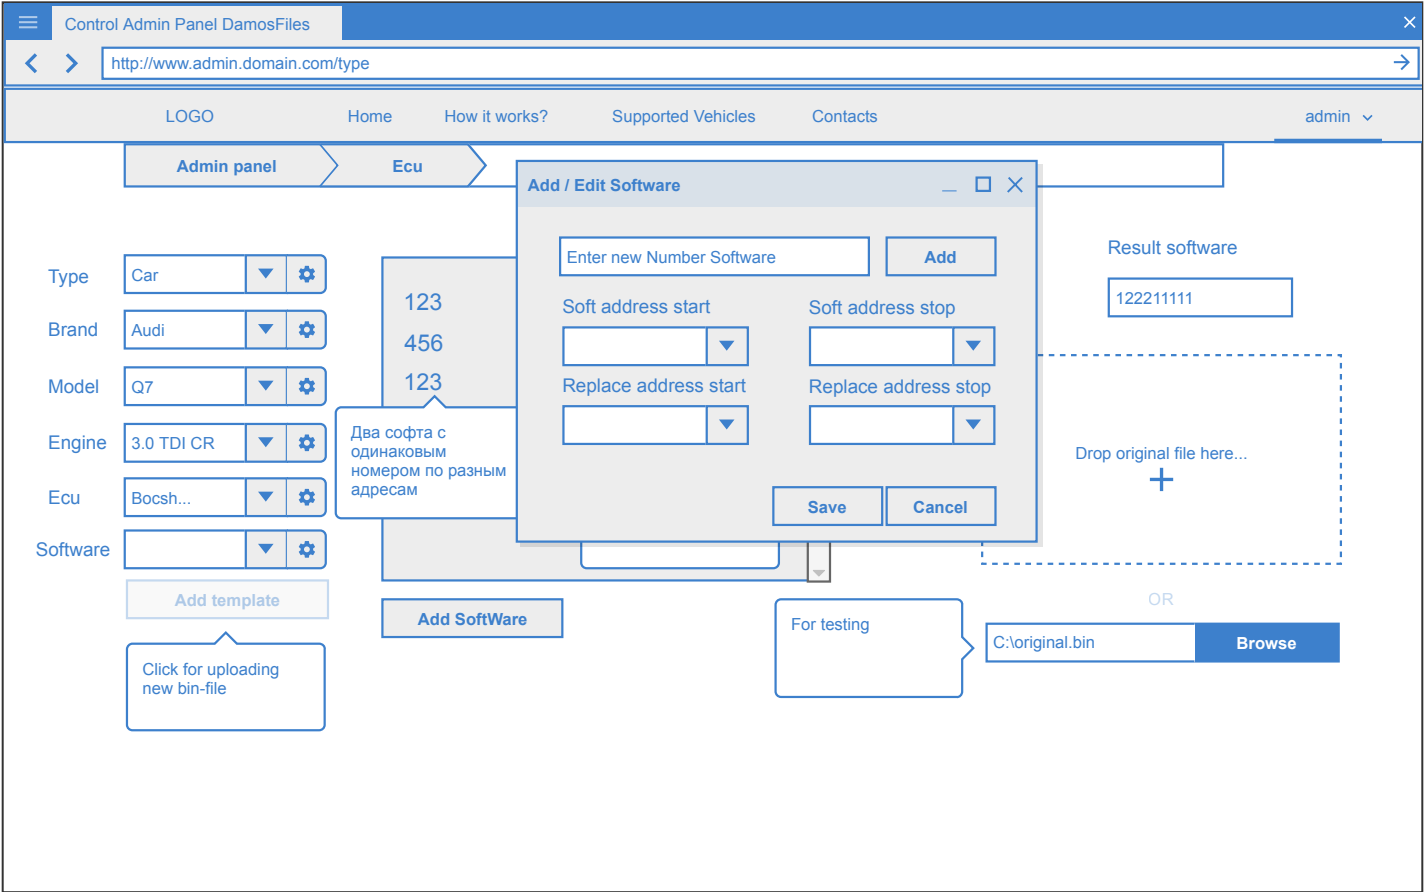 Control Admin Panel DamosFiles
http://www.admin.domain.com/type
LOGO Home How it works? Supported Vehicles Contacts admin
Admin panel Ecu
Add / Edit Software
Enter new Number Software Add
Soft address start Soft address stop
Replace address start Replace address stop
Save Cancel
Type Car
Brand Audi
Model Q7
Engine 3.0 TDI CR
Ecu Bocsh...
Software
Add template
Click for uploading
new bin-file
123
456
123
Два софта с
одинаковым
номером по разным
адресам
Add SoftWare
Result software
122211111
Drop original file here...
OR
For testing
C:\original.bin Browse